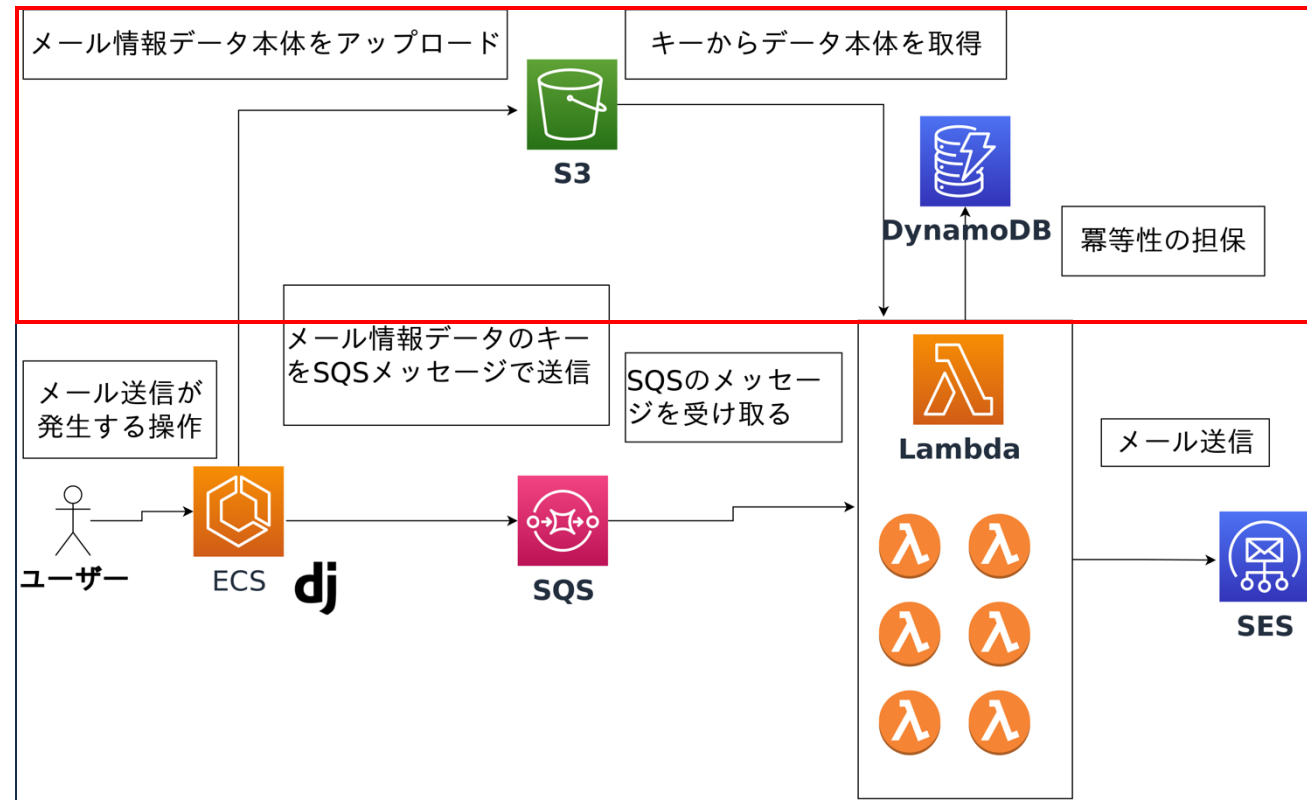 メール情報データ本体をアップロード
キーからデータ本体を取得
S3
DynamoDB
冪等性の担保
メール情報データのキー
をSQSメッセージで送信
メール送信が
発生する操作
SQSのメッセー
ジを受け取る
Lambda
メール送信
ユーザー
ECS
dj
SQS
SES